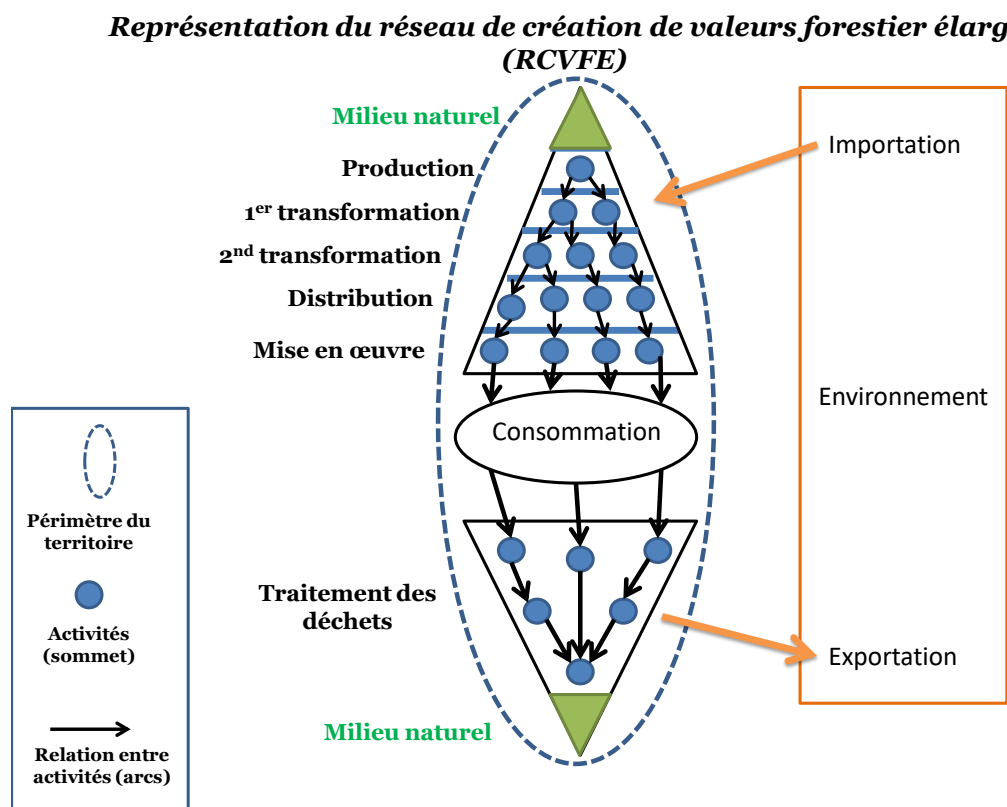 Représentation du réseau de création de valeurs forestier élarg
(RCVFE)
Milieu naturel
Production
1er transformation
2nd transformation
Distribution
Mise en œuvre
Consommation
Traitement des
déchets
Milieu naturel
Importation
Environnement
Exportation
Périmètre du
territoire
Activités
(sommet)
Relation entre
activités (arcs)